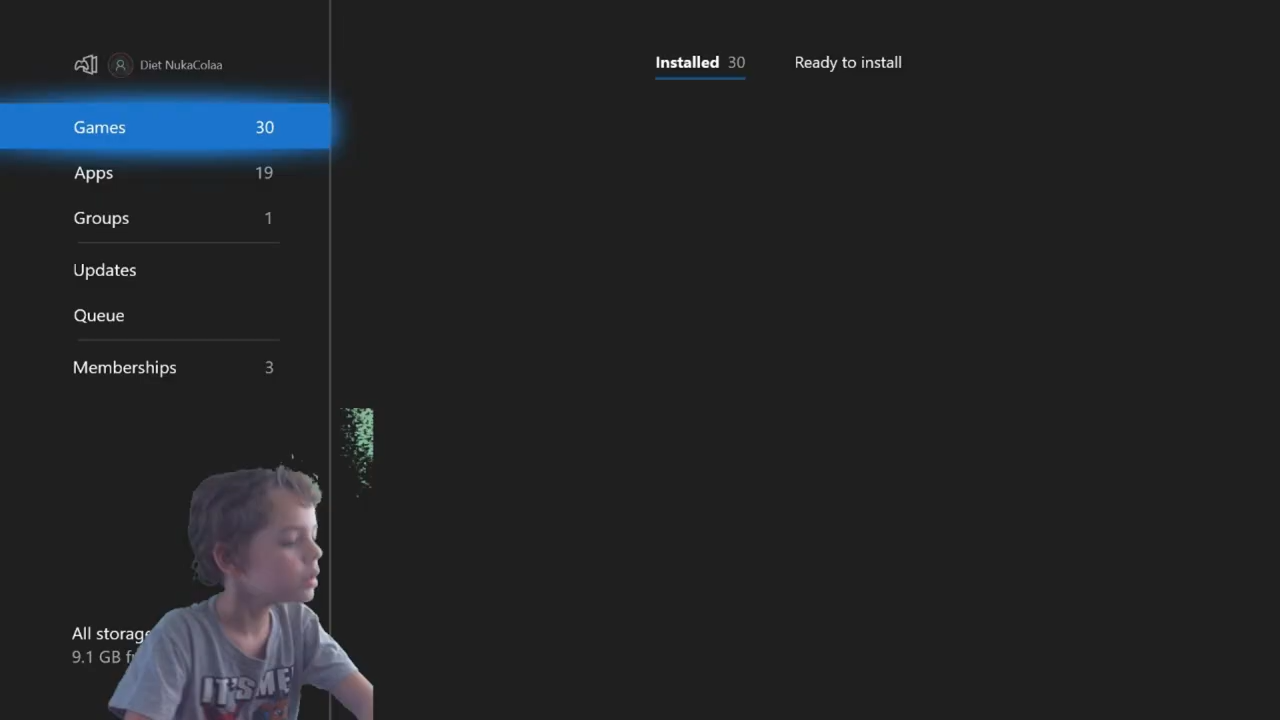 Diet NukaColaa
Installed 30
Ready to install
Games 30
Apps 19
Groups 1
Updates
Queue
Memberships 3
All storage
9.1 GB
IT'S ME